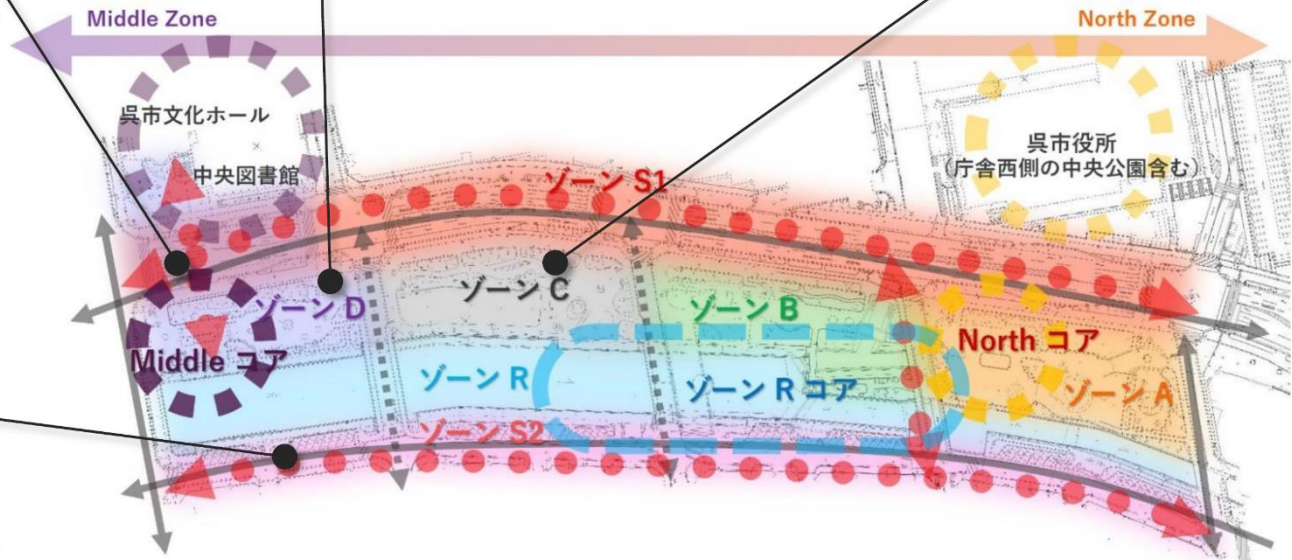 Middle Zone
North Zone
呉市文化ホール
中央図書館
呉市役所
(庁舎西側の中央公園含む)
ゾーン S1
ゾーン D
ゾーン C
ゾーン B
North コア
Middle コア
ゾーン R
ゾーン R コア
ゾーン A
ゾーン S2